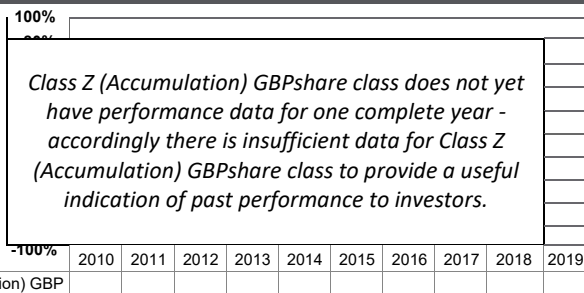 100%
Class Z (Accumulation) GBPshare class does not yet
have performance data for one complete year -
accordingly there is insufficient data for Class Z
(Accumulation) GBPshare class to provide a useful
indication of past performance to investors.
-100%
2010 2011 2012 2013 2014 2015 2016 2017 2018 2019
ion) GBP